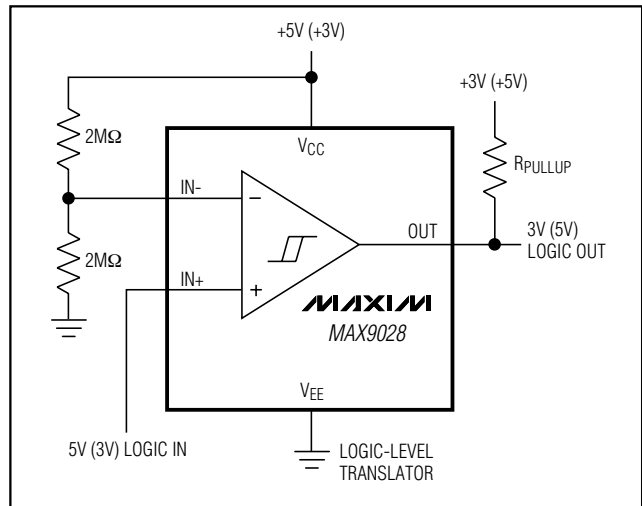 +5V (+3V)
+3V (+5V)
2MΩ
VCC
RPULLUP
IN-
−
OUT
3V (5V)
LOGIC OUT
2MΩ
IN+
+
MAXIM
MAX9028
VEE
5V (3V) LOGIC IN
LOGIC-LEVEL
TRANSLATOR